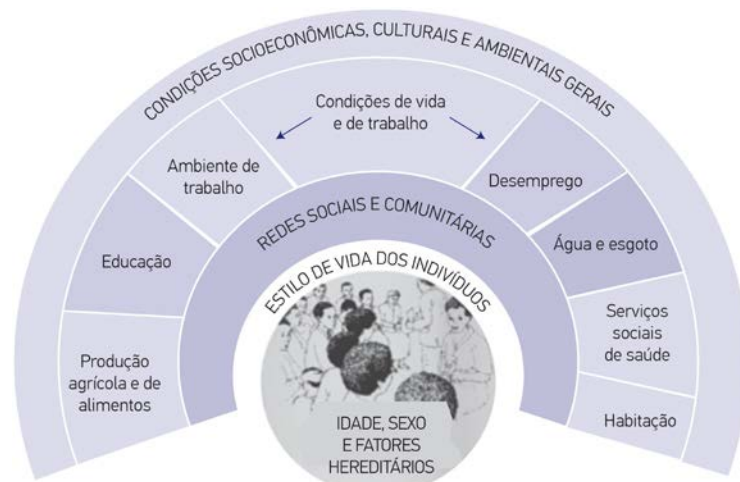 CONDIÇÕES SOCIOECONÔMICAS, CULTURAIS E AMBIENTAIS GERAIS
Condições de vida
e de trabalho
Ambiente de
trabalho
Desemprego
Educação
Água e esgoto
Produção
agrícola e de
alimentos
Serviços
sociais
de saúde
Habitação
REDES SOCIAIS E COMUNITÁRIAS
ESTILO DE VIDA DOS INDIVÍDUOS
IDADE, SEXO
E FATORES
HEREDITÁRIOS